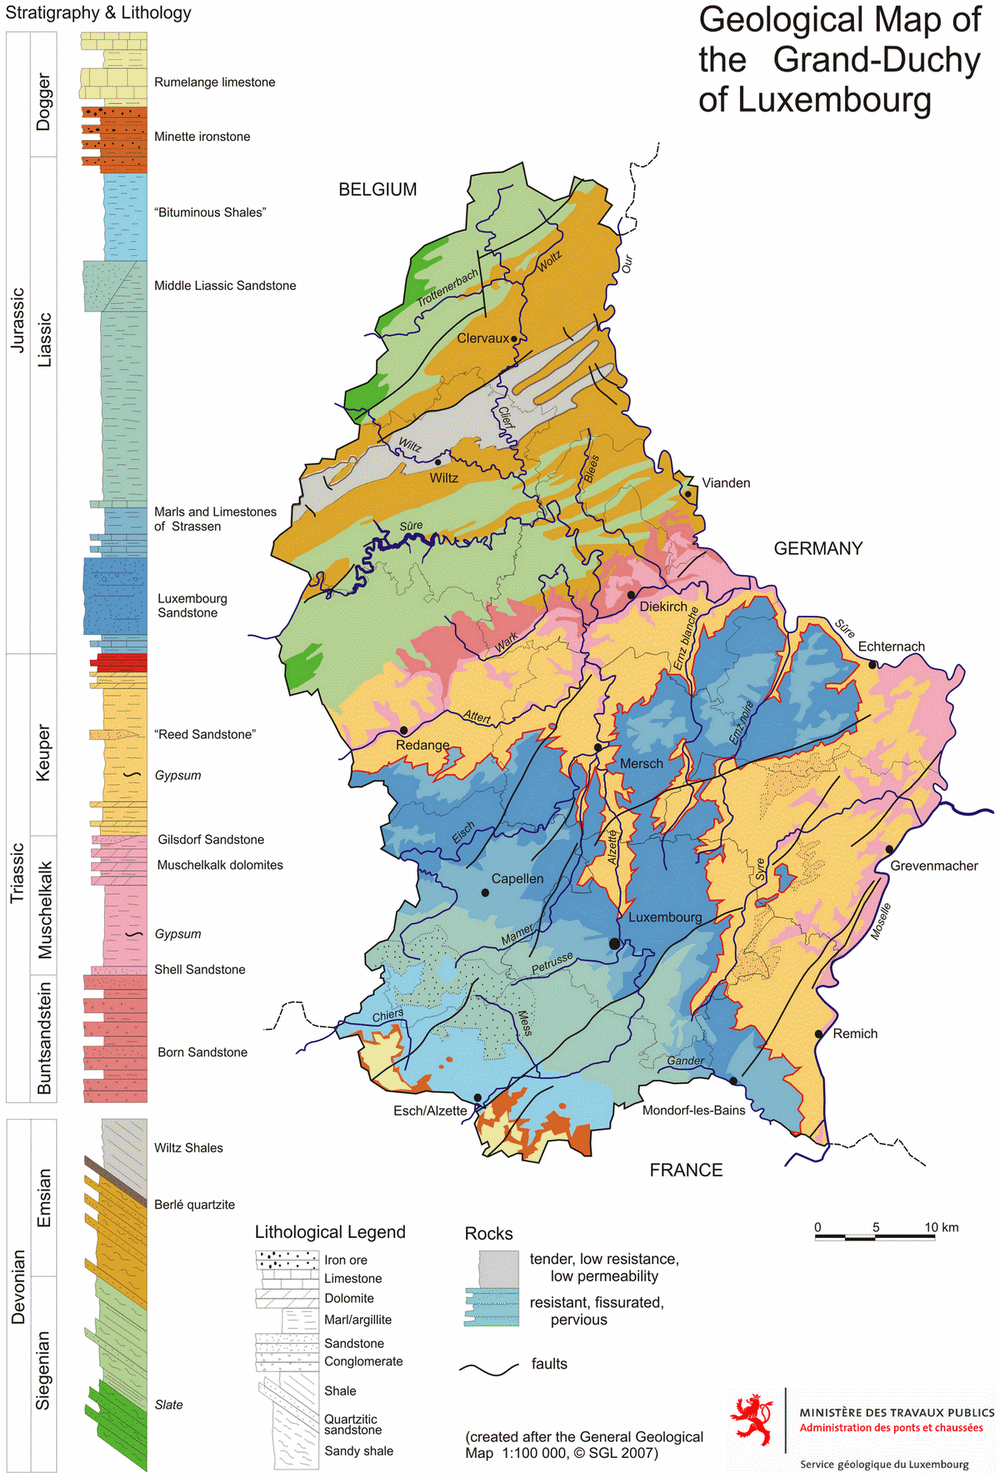 Stratigraphy & Lithology
Geological Map of
the Grand-Duchy
of Luxembourg
Jurassic
Triassic
Devonian
Dogger
Liassic
Keuper
Muschelkalk
Buntsandstein
Emsian
Siegenian
Rumelange limestone
Minette ironstone
“Bituminous Shales”
Middle Liassic Sandstone
Marls and Limestones
of Strassen
Luxembourg
Sandstone
“Reed Sandstone”
Gypsum
Gilsdorf Sandstone
Muschelkalk dolomites
Gypsum
Shell Sandstone
Born Sandstone
Wiltz Shales
Berlé quartzite
Slate
BELGIUM
Our
Woltz
Trottenerbach
Clervaux
Clierf
Wiltz
Wiltz
Blees
Vianden
Sûre
GERMANY
Diekirch
Wark
Ernz blanche
Sûre
Echternach
Attert
Redange
Ernz noire
Mersch
Eisch
Alzette
Syre
Grevenmacher
Capellen
Luxembourg
Mamer
Moselle
Petrusse
Chiers
Mess
Remich
Gander
Esch/Alzette
Mondorf-les-Bains
FRANCE
0 5 10 km
Lithological Legend
Iron ore
Limestone
Dolomite
Marl/argillite
Sandstone
Conglomerate
Shale
Quartzitic
sandstone
Sandy shale
Rocks
tender, low resistance,
low permeability
resistant, fissurated,
pervious
faults
(created after the General Geological
Map 1:100 000, © SGL 2007)
MINISTÈRE DES TRAVAUX PUBLICS
Administration des ponts et chaussées
Service géologique du Luxembourg